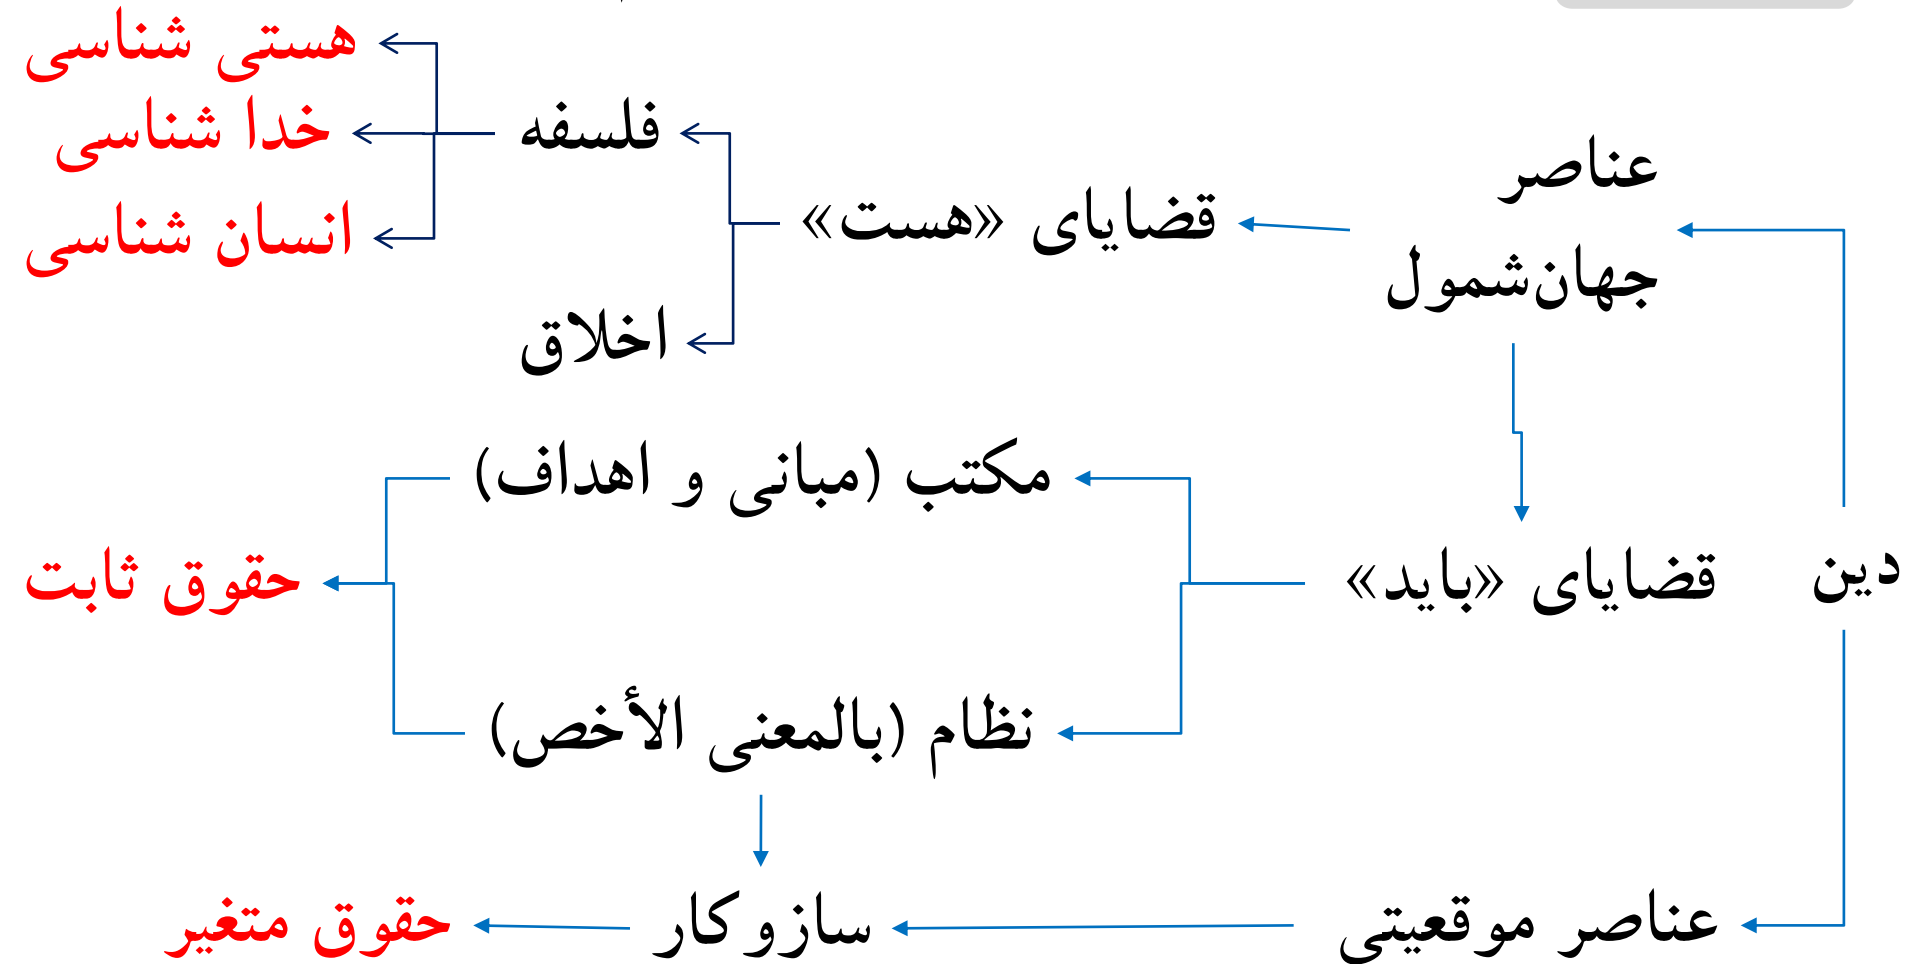 هستی شناسی
خدا شناسی
انسان شناسی
فلسفه
اخلاق
قضایای «هست»
عناصر
جهان‌شمول
مکتب (مبانی و اهداف)
حقوق ثابت
قضایای «باید»
دین
نظام (بالمعنی الأخص)
عناصر موقعیتی
سازوکار
حقوق متغیر